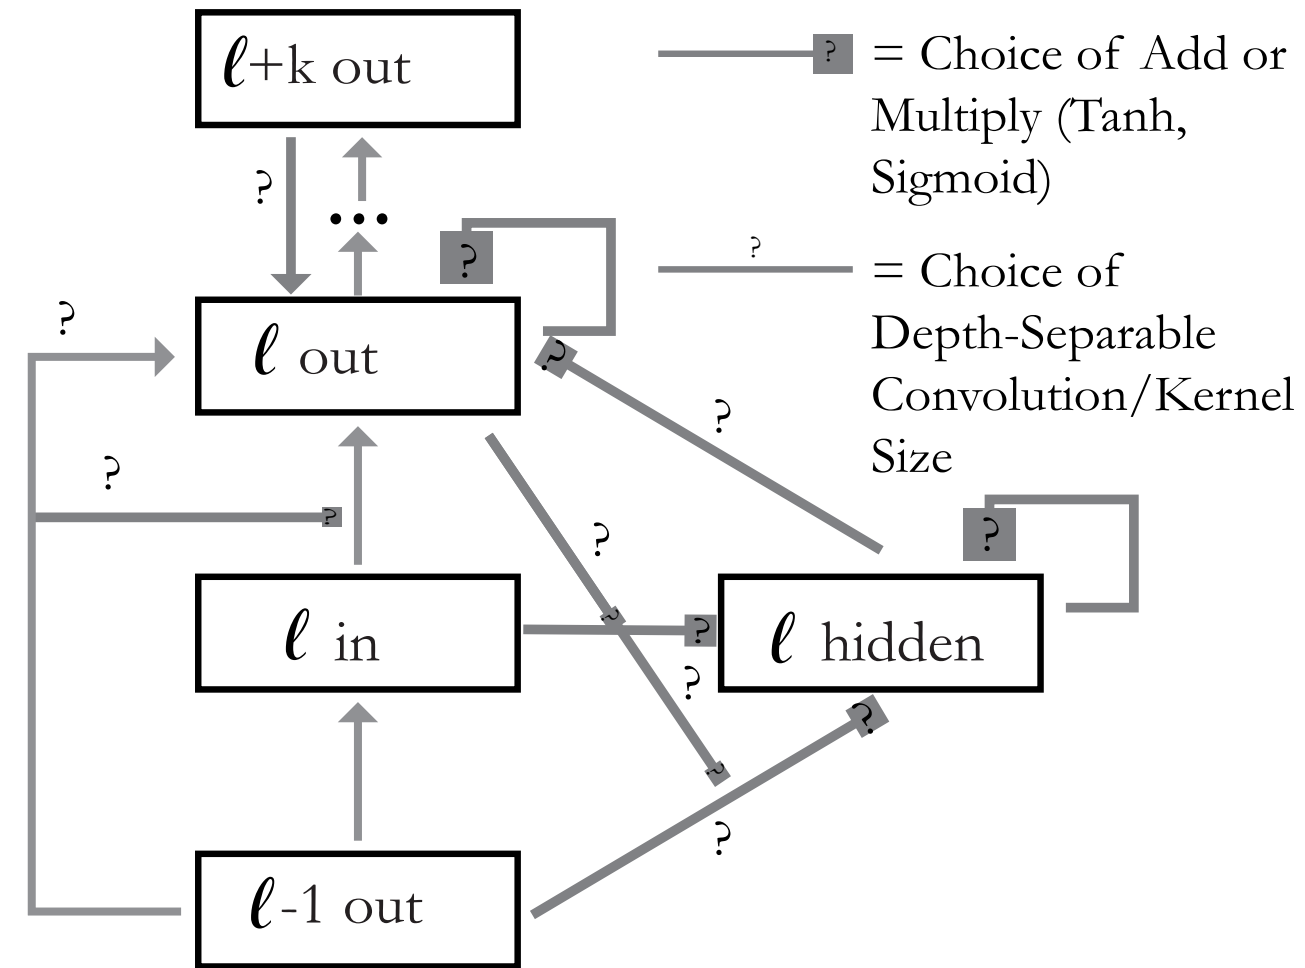 ℓ+k out
? = Choice of Add or
Multiply (Tanh,
Sigmoid)
?
? = Choice of
Depth-Separable
Convolution/Kernel
Size
...
?
?
ℓ out
?
?
?
?
?
?
ℓ in
?
?
?
ℓ hidden
?
?
?
?
ℓ-1 out